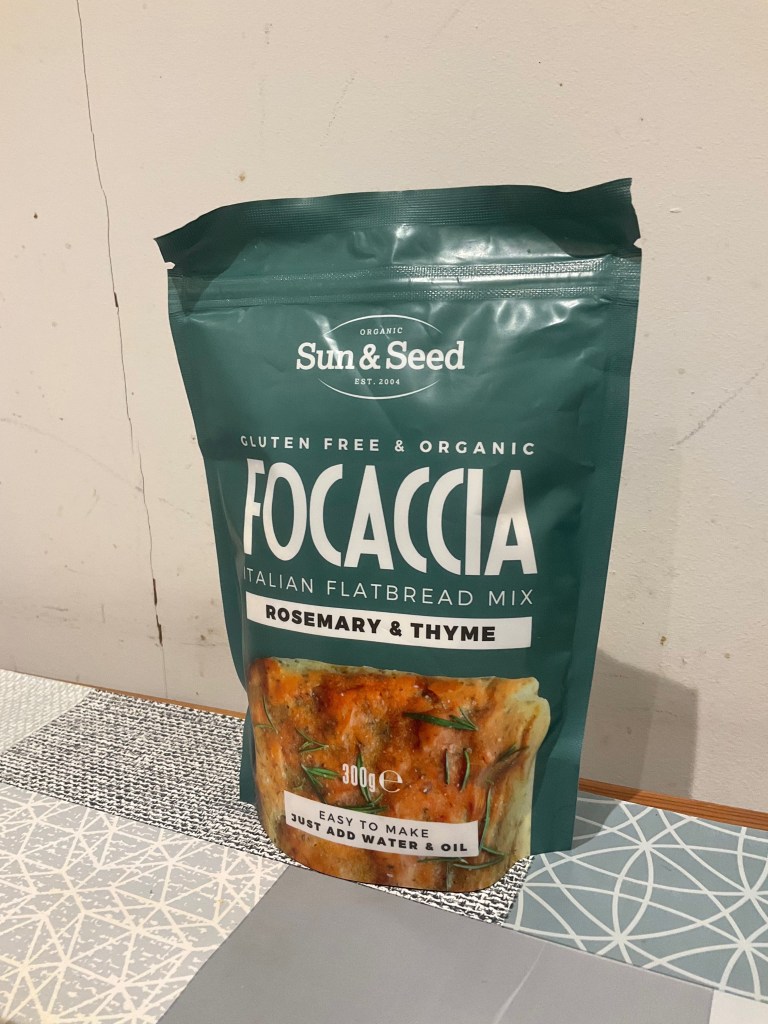 ORGANIC
Sun & Seed
EST. 2004
GLUTEN FREE & ORGANIC
FOCACCIA
ITALIAN FLATBREAD MIX
ROSEMARY & THYME
300g ℮
EASY TO MAKE
JUST ADD WATER & OIL